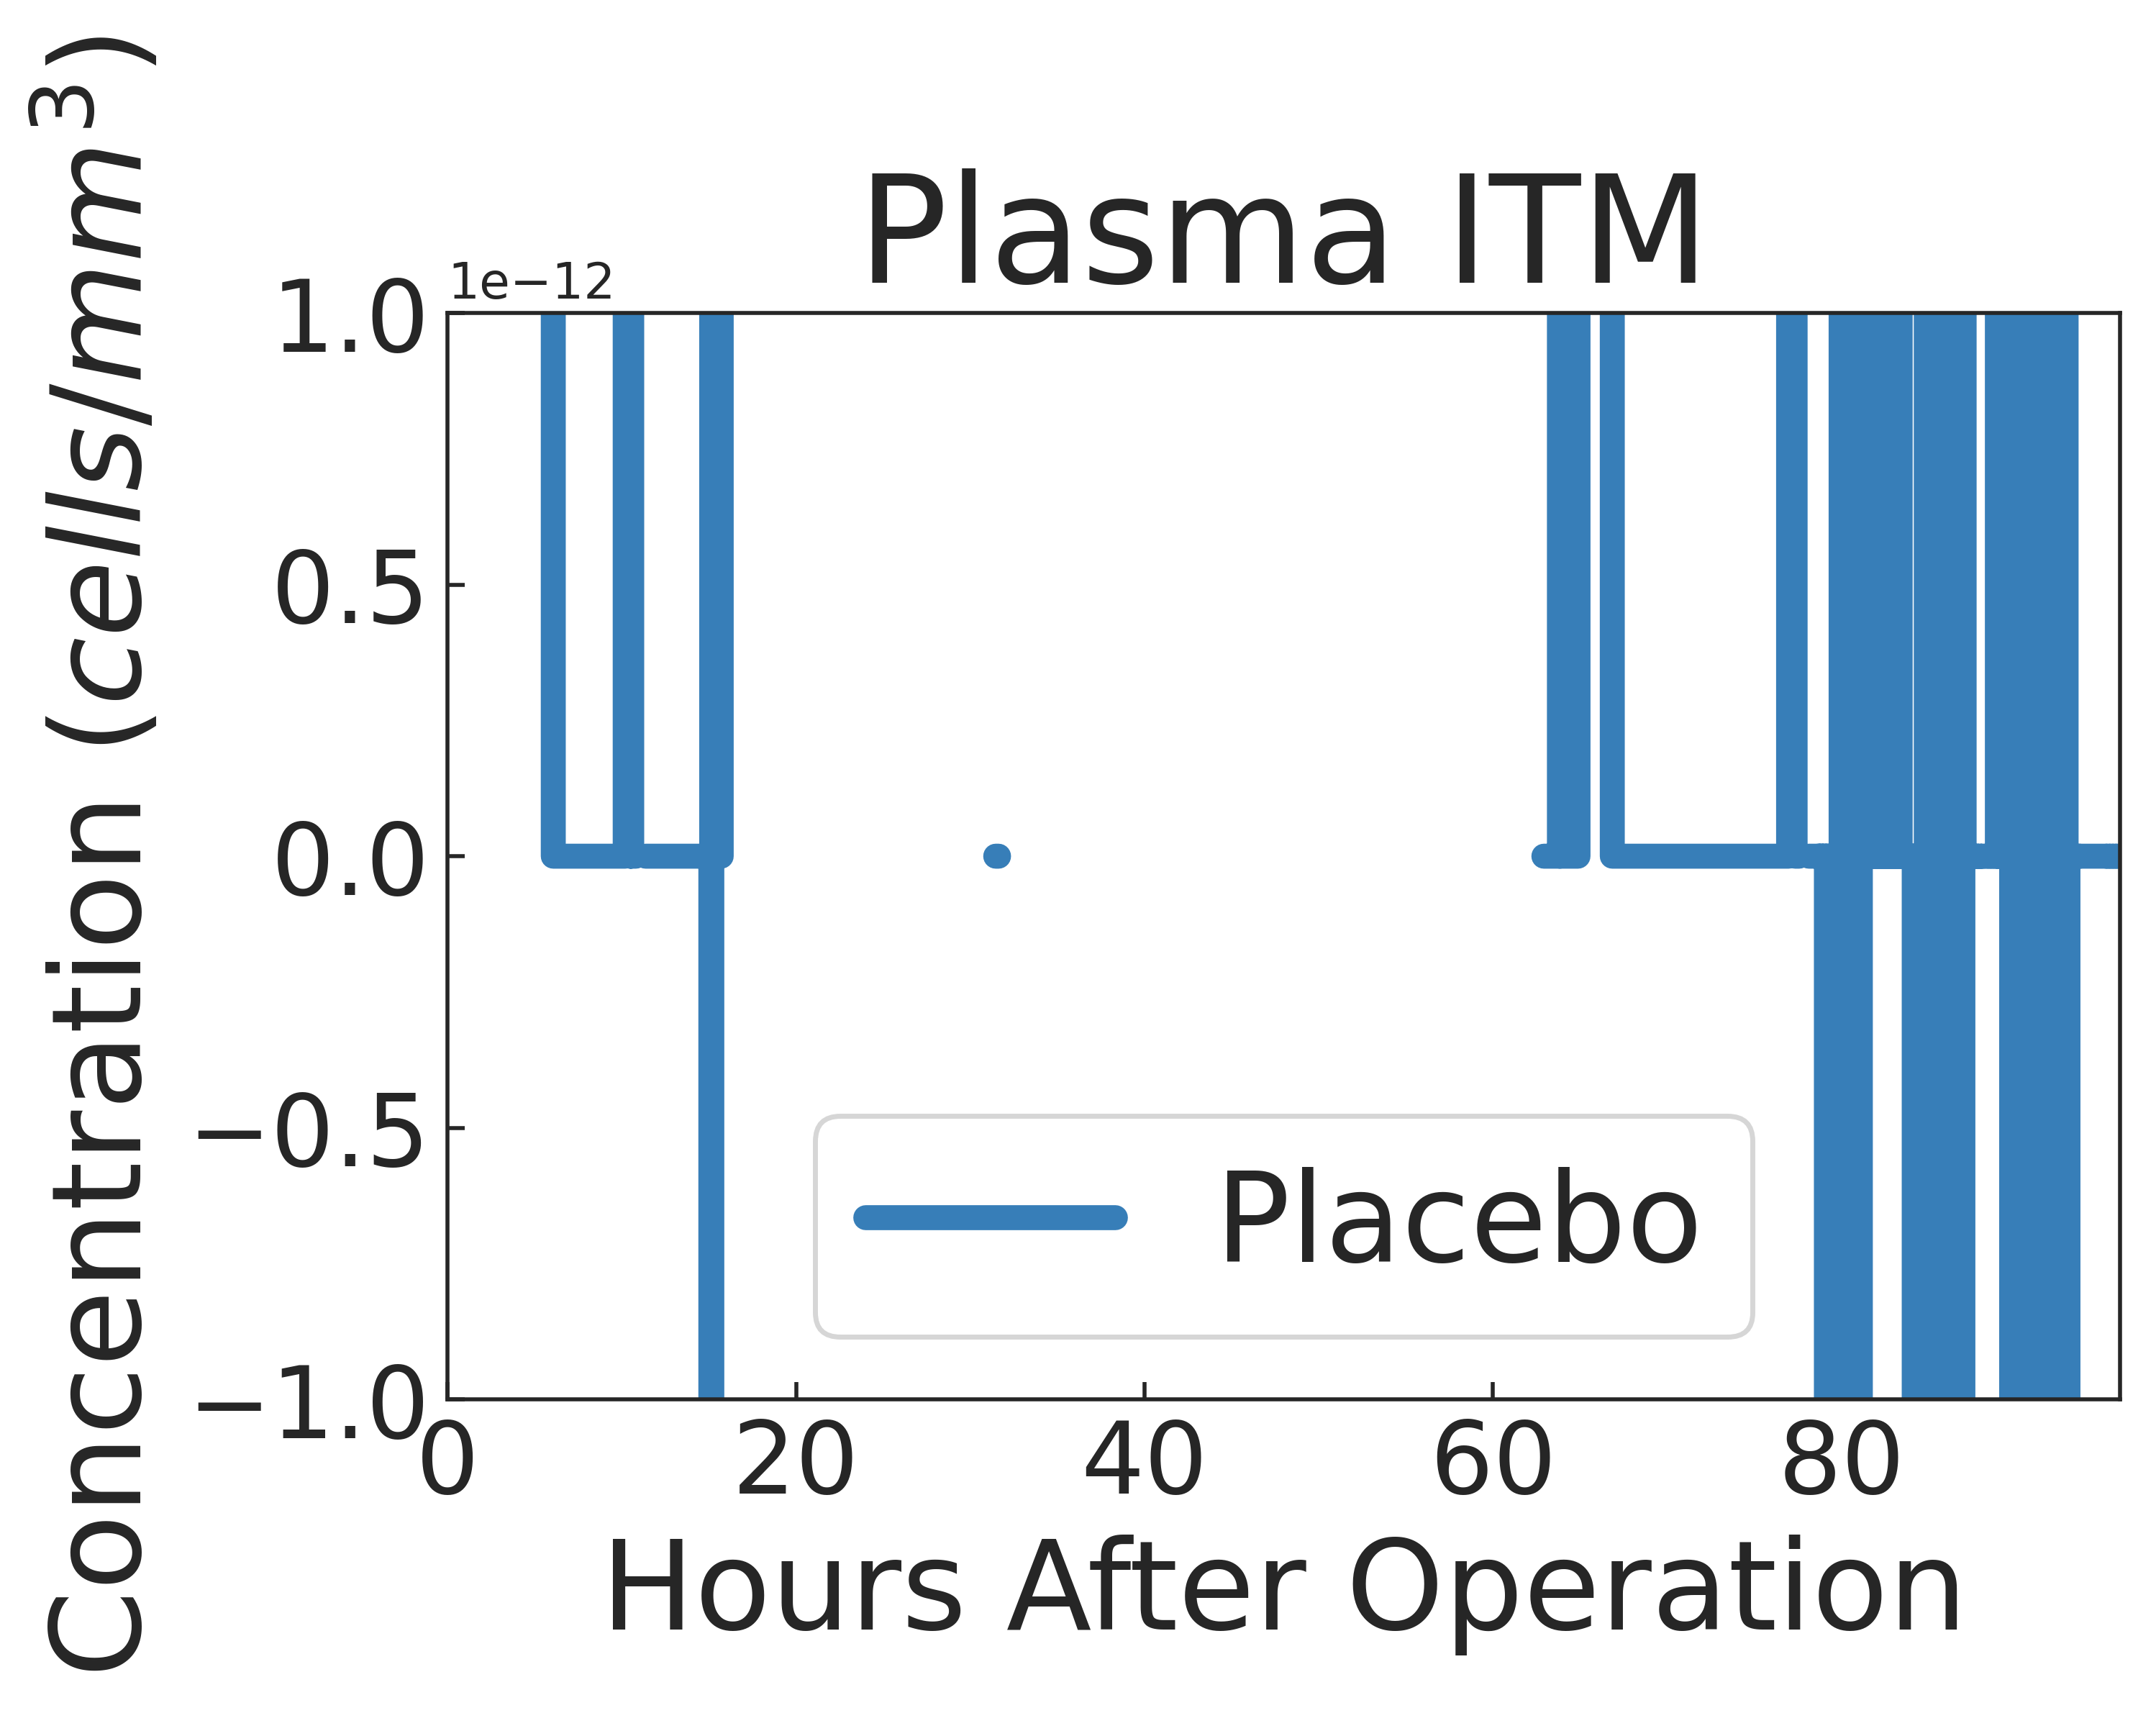 Plasma ITM
1e−12
Concentration (cells/mm³)
1.0
0.5
0.0
−0.5
−1.0
Placebo
0 20 40 60 80
Hours After Operation